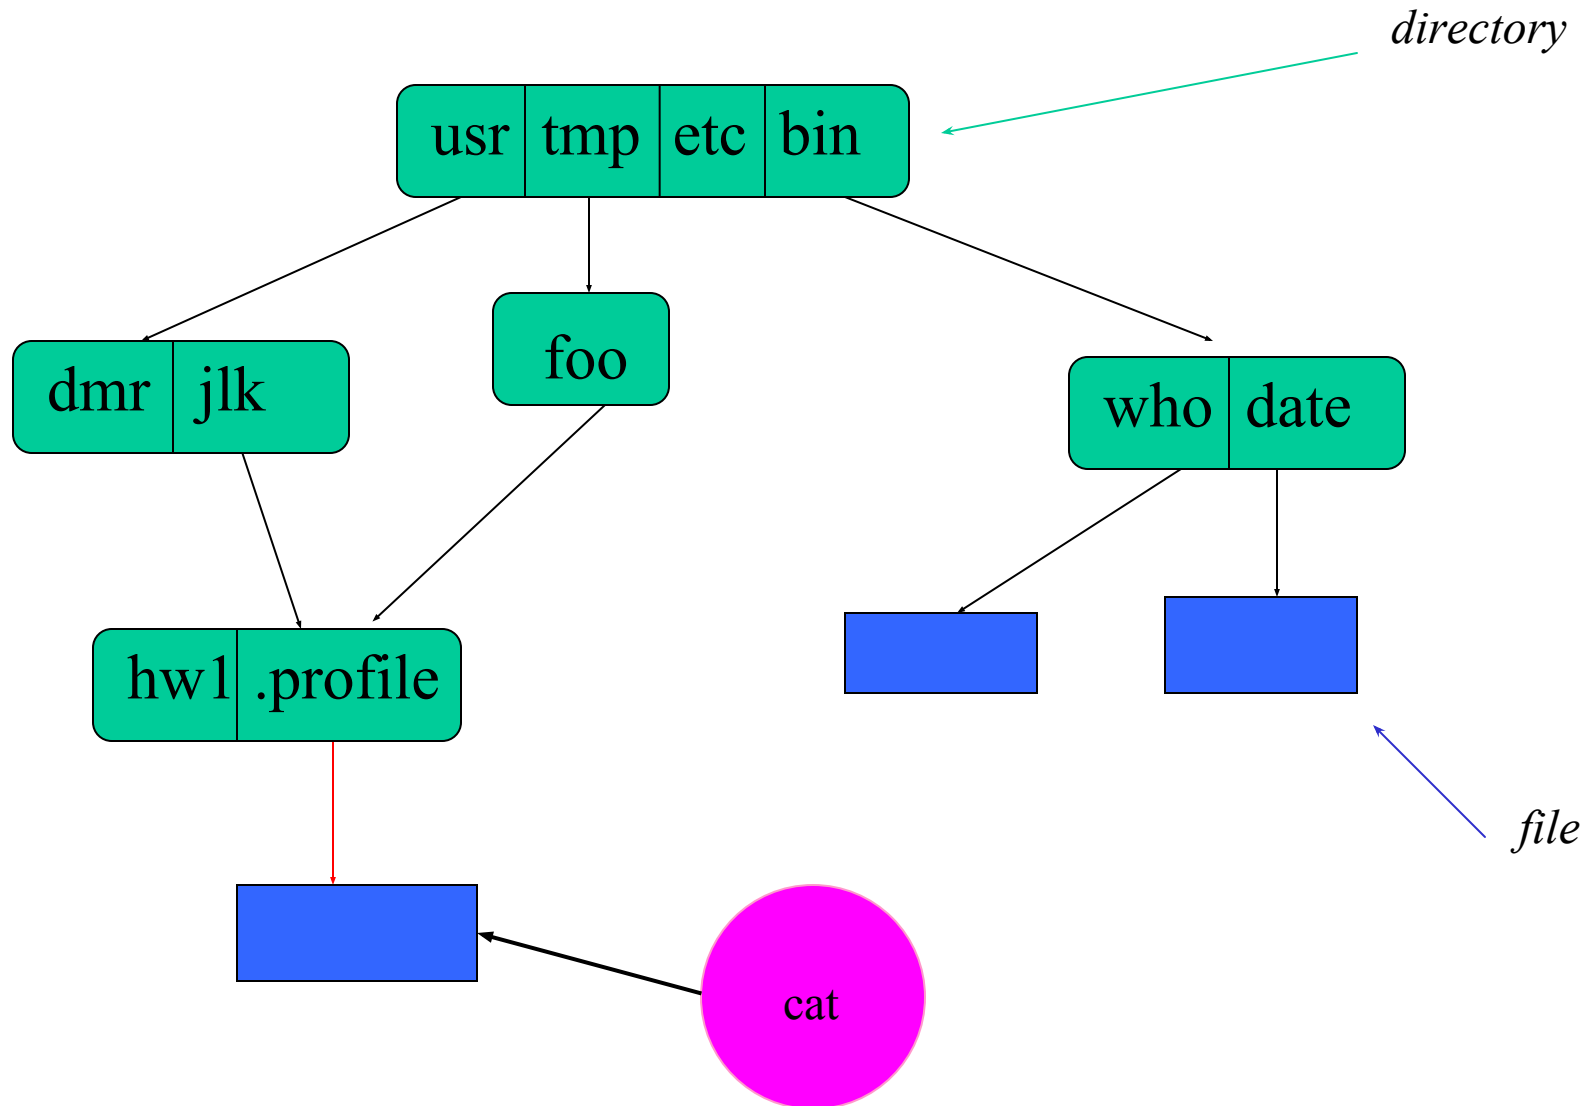 directory
usr tmp etc bin
foo
dmr jlk
who date
hw1 .profile
file
cat